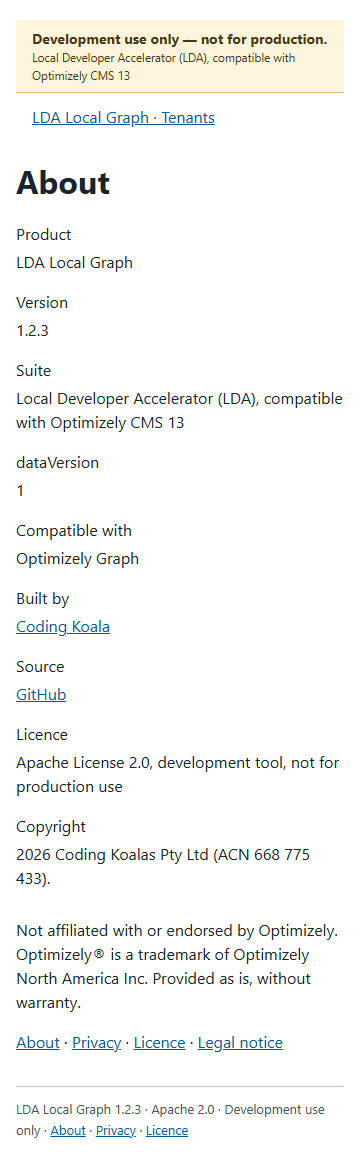 Development use only — not for production.
Local Developer Accelerator (LDA), compatible with
Optimizely CMS 13
LDA Local Graph · Tenants
About
Product
LDA Local Graph
Version
1.2.3
Suite
Local Developer Accelerator (LDA), compatible
with Optimizely CMS 13
dataVersion
1
Compatible with
Optimizely Graph
Built by
Coding Koala
Source
GitHub
Licence
Apache License 2.0, development tool, not for
production use
Copyright
2026 Coding Koalas Pty Ltd (ACN 668 775
433).
Not affiliated with or endorsed by Optimizely.
Optimizely® is a trademark of Optimizely
North America Inc. Provided as is, without
warranty.
About · Privacy · Licence · Legal notice
LDA Local Graph 1.2.3 · Apache 2.0 · Development use
only · About · Privacy · Licence